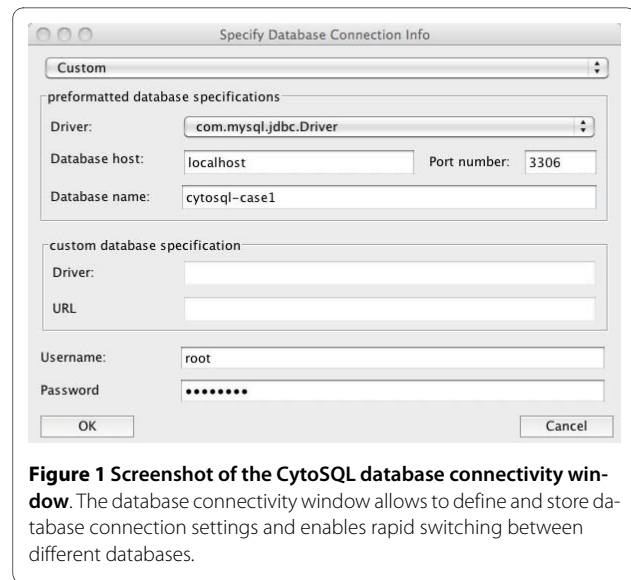 Specify Database Connection Info
Custom
preformatted database specifications
Driver: com.mysql.jdbc.Driver
Database host: localhost Port number: 3306
Database name: cytosql-case1
custom database specification
Driver:
URL
Username: root
Password ••••••••
OK Cancel
Figure 1 Screenshot of the CytoSQL database connectivity win-
dow. The database connectivity window allows to define and store da-
tabase connection settings and enables rapid switching between
different databases.